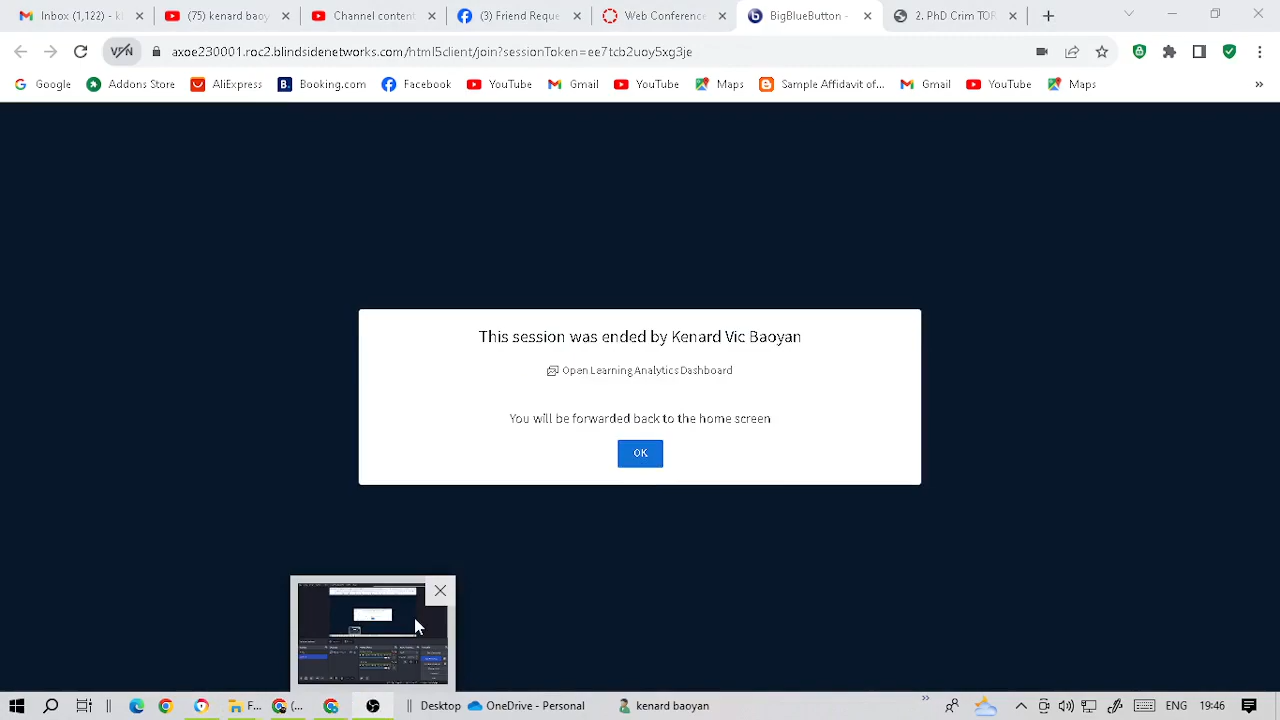 (1,122) - k
(75) kenard baoy
Channel content
(3) Friend Reque
Web Conference
BigBlueButton -
2. PhD Crim TOR
VPN
axoe230001.roc2.blindsidenetworks.com/html5client/join?sessionToken=ee7tcb2uoy5xg3je
Google
Addons Store
AliExpress
Booking.com
Facebook
YouTube
Gmail
YouTube
Maps
Sample Affidavit of...
Gmail
YouTube
Maps
This session was ended by Kenard Vic Baoyan
Open Learning Analytics Dashboard
You will be forwarded back to the home screen
OK
F...
(...
Desktop
OneDrive - Personal
kenard baoyan
ENG
19:46